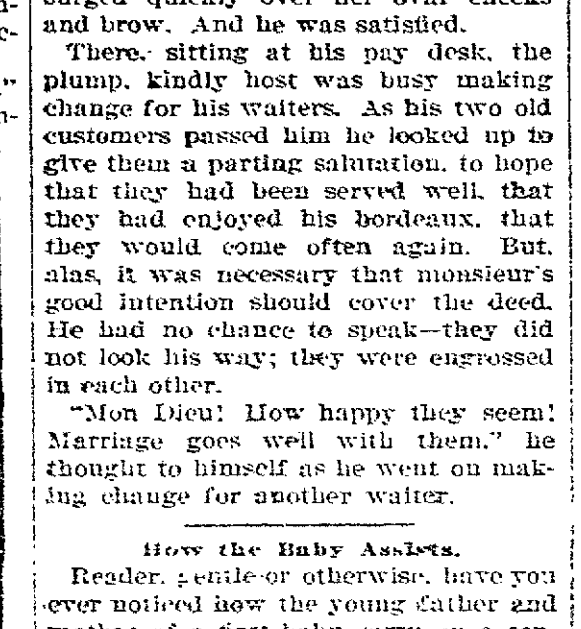 and brow. And he was satisfied.
There, sitting at his pay desk, the
plump, kindly host was busy making
change for his waiters. As his two old
customers passed him he looked up to
give them a parting salutation, to hope
that they had been served well, that
they had enjoyed his bordeaux, that
they would come often again. But,
alas, it was necessary that monsieur's
good intention should cover the deed.
He had no chance to speak—they did
not look his way; they were engrossed
in each other.
"Mon Dieu! How happy they seem!
Marriage goes well with them," he
thought to himself as he went on mak-
ing change for another waiter.
How the Baby Assists.
Reader, gentle or otherwise, have you
ever noticed how the young father and